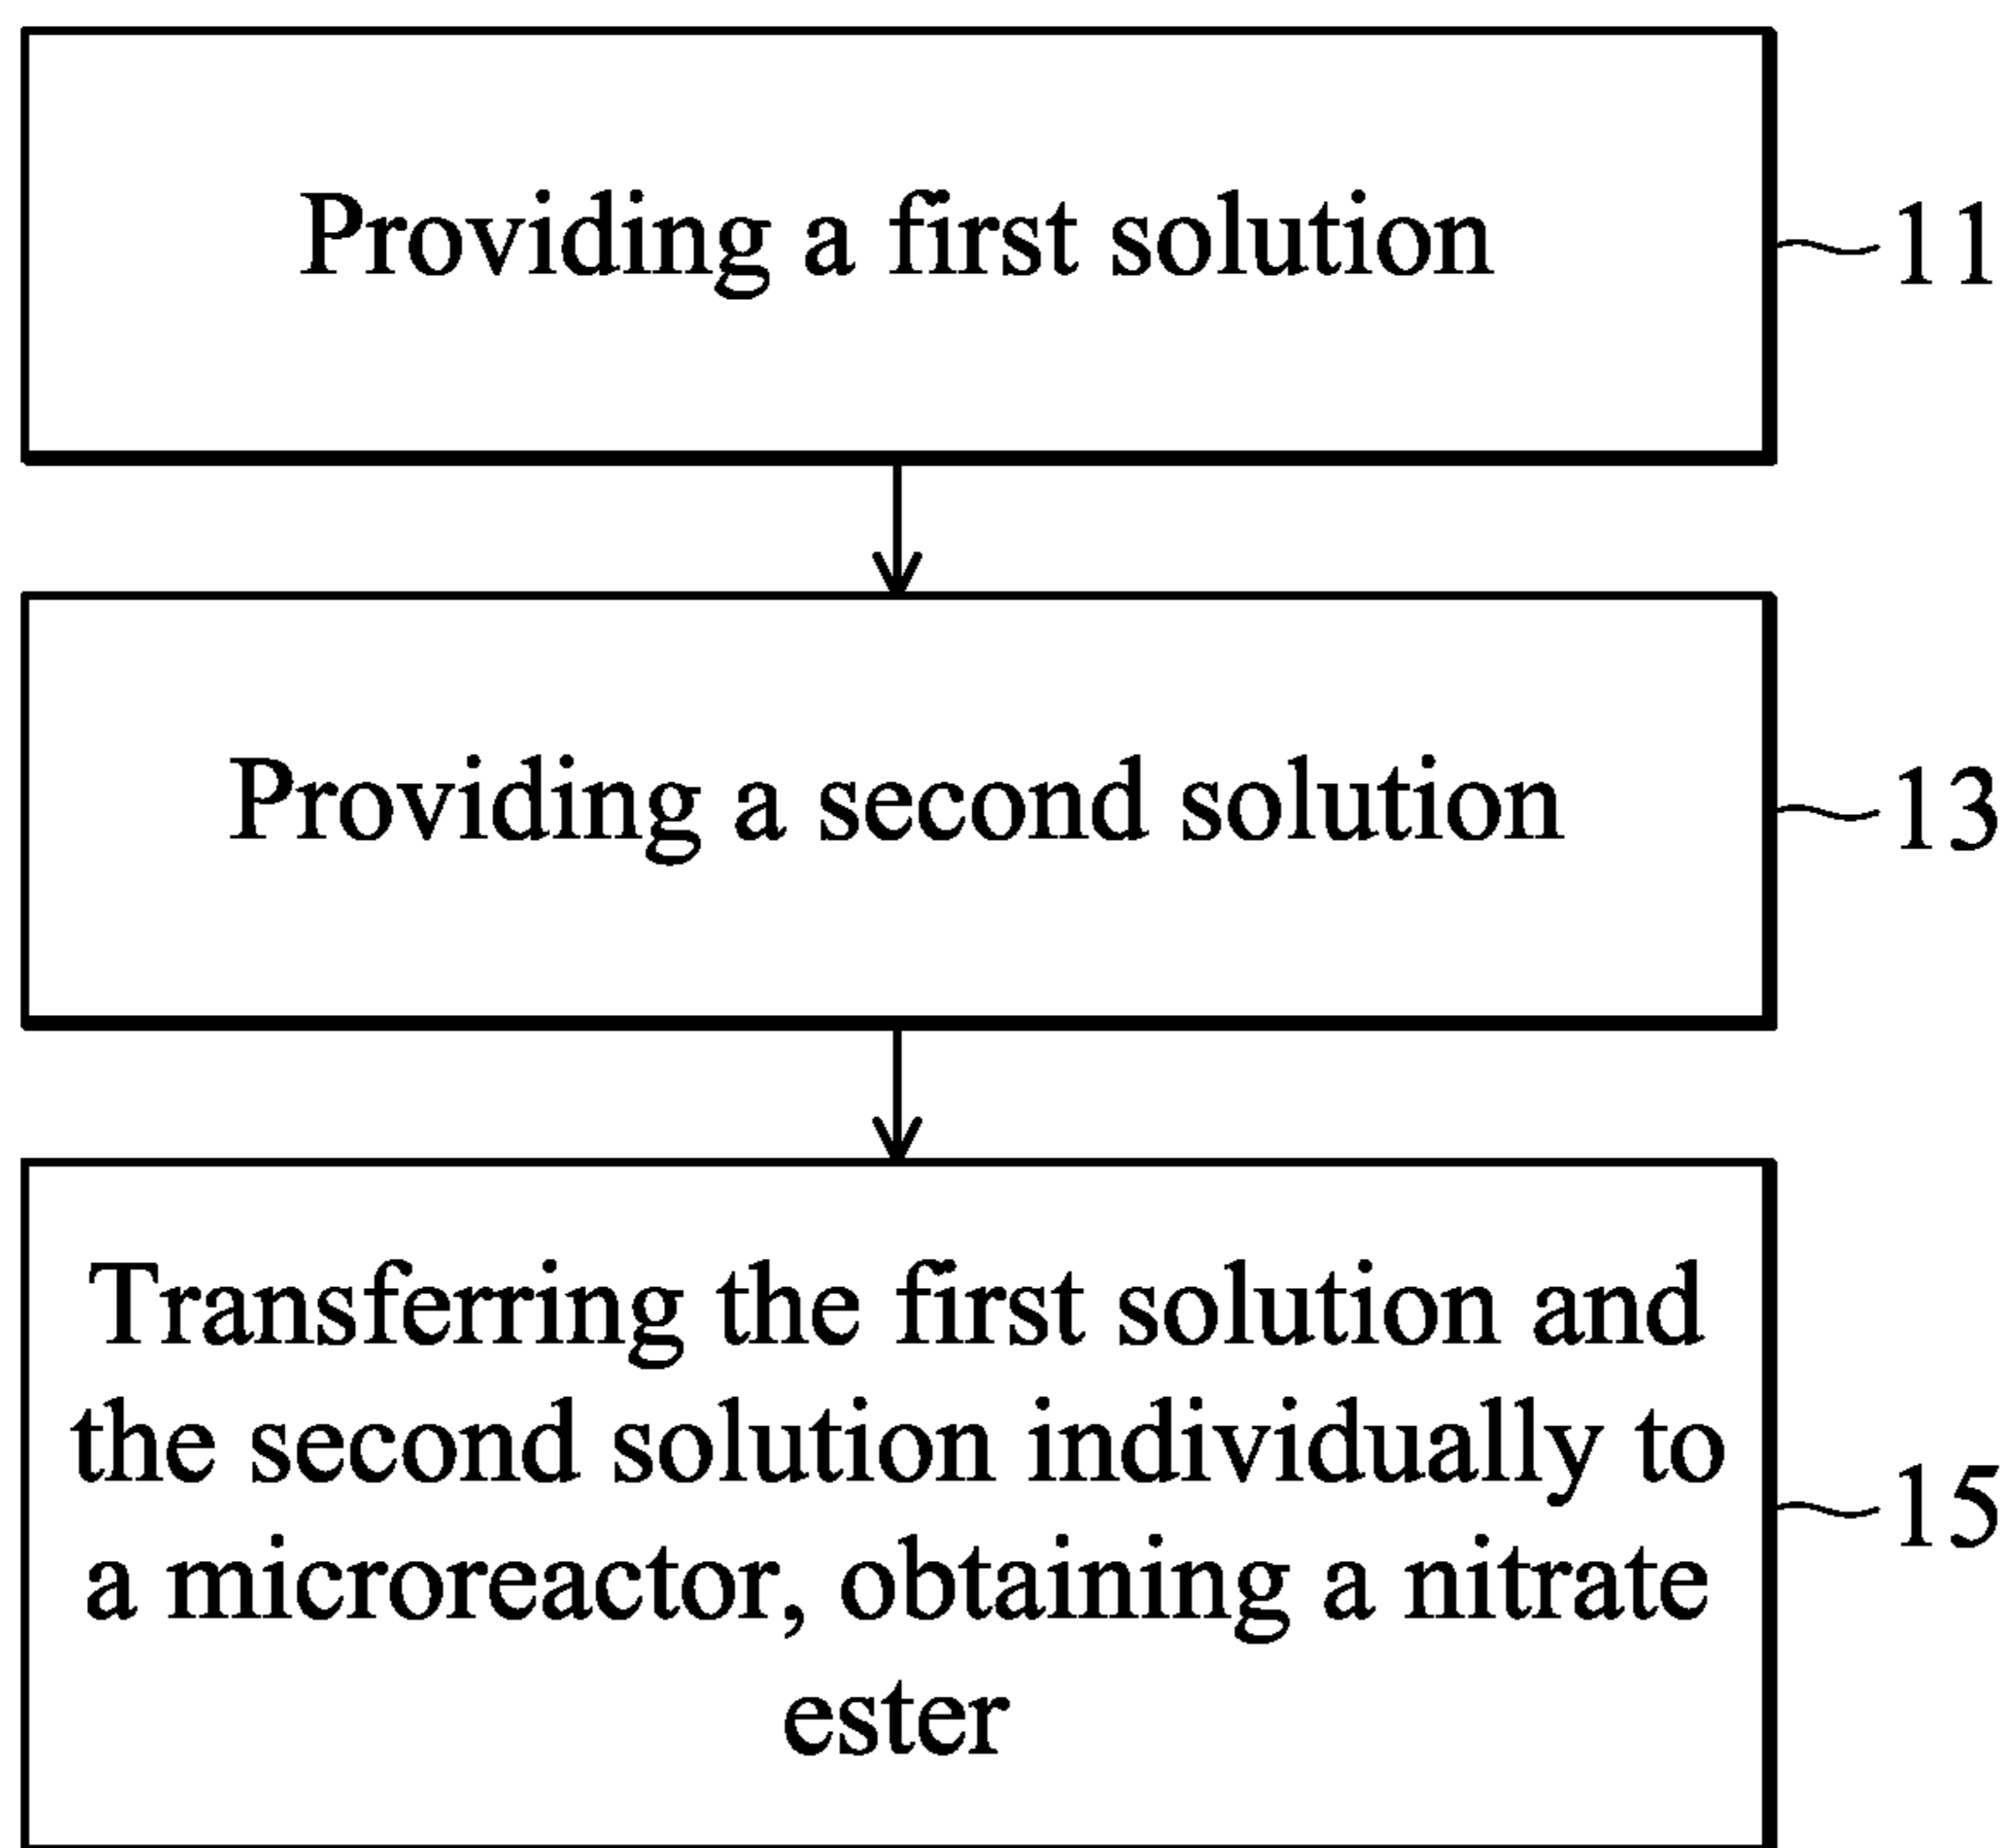 Providing a first solution
11
Providing a second solution
13
Transferring the first solution and
the second solution individually to
a microreactor, obtaining a nitrate
ester
15